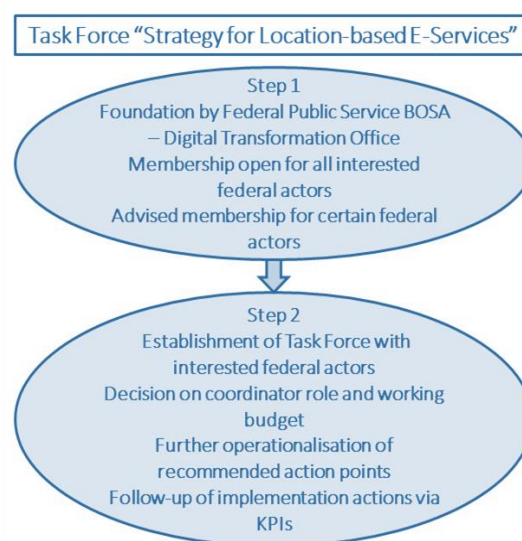 Task Force “Strategy for Location-based E-Services”
Step 1
Foundation by Federal Public Service BOSA
– Digital Transformation Office
Membership open for all interested
federal actors
Advised membership for certain federal
actors
Step 2
Establishment of Task Force with
interested federal actors
Decision on coordinator role and working
budget
Further operationalisation of
recommended action points
Follow-up of implementation actions via
KPIs